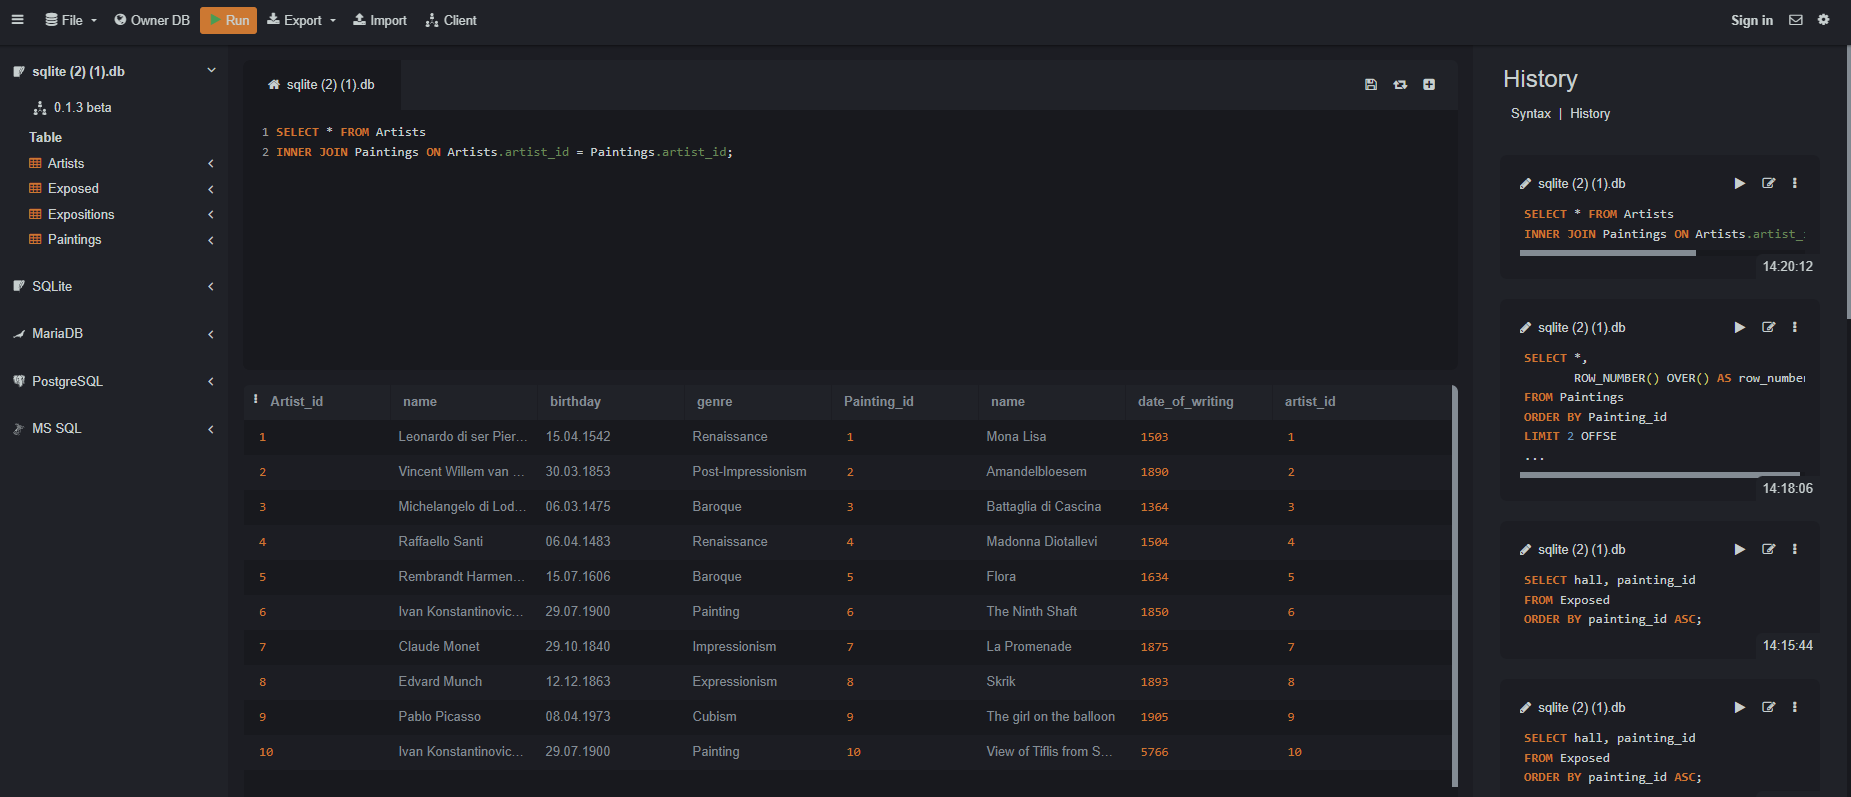 File Owner DB Run Export Import Client Sign in
sqlite (2) (1).db
0.1.3 beta
Table
Artists
Exposed
Expositions
Paintings
SQLite
MariaDB
PostgreSQL
MS SQL
sqlite (2) (1).db
1 SELECT * FROM Artists
2 INNER JOIN Paintings ON Artists.artist_id = Paintings.artist_id;
Artist_id name birthday genre Painting_id name date_of_writing artist_id
1 Leonardo di ser Pier... 15.04.1542 Renaissance 1 Mona Lisa 1503 1
2 Vincent Willem van ... 30.03.1853 Post-Impressionism 2 Amandelbloesem 1890 2
3 Michelangelo di Lod... 06.03.1475 Baroque 3 Battaglia di Cascina 1364 3
4 Raffaello Santi 06.04.1483 Renaissance 4 Madonna Diotallevi 1504 4
5 Rembrandt Harmen... 15.07.1606 Baroque 5 Flora 1634 5
6 Ivan Konstantinovic... 29.07.1900 Painting 6 The Ninth Shaft 1850 6
7 Claude Monet 29.10.1840 Impressionism 7 La Promenade 1875 7
8 Edvard Munch 12.12.1863 Expressionism 8 Skrik 1893 8
9 Pablo Picasso 08.04.1973 Cubism 9 The girl on the balloon 1905 9
10 Ivan Konstantinovic... 29.07.1900 Painting 10 View of Tiflis from S... 5766 10
History
Syntax | History
sqlite (2) (1).db
SELECT * FROM Artists
INNER JOIN Paintings ON Artists.artist_
14:20:12
sqlite (2) (1).db
SELECT *,
ROW_NUMBER() OVER() AS row_number
FROM Paintings
ORDER BY Painting_id
LIMIT 2 OFFSE
...
14:18:06
sqlite (2) (1).db
SELECT hall, painting_id
FROM Exposed
ORDER BY painting_id ASC;
14:15:44
sqlite (2) (1).db
SELECT hall, painting_id
FROM Exposed
ORDER BY painting_id ASC;